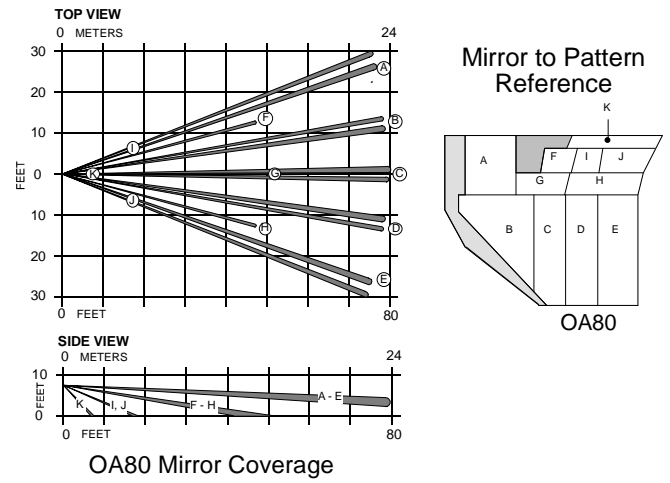 TOP VIEW
0 METERS 24
30
20
10
0
10
20
30
FEET
A
B
C
D
E
F
G
H
I
J
K
0 FEET 80
SIDE VIEW
0 METERS 24
10
0
FEET
K
I, J
F - H
A - E
0 FEET 80
OA80 Mirror Coverage
Mirror to Pattern
Reference
K
A
F I J
G H
B C D E
OA80